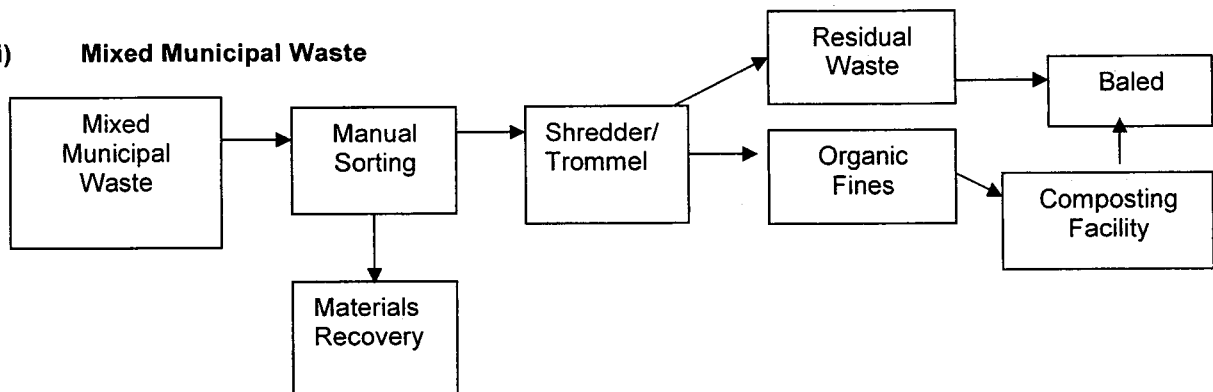 i) Mixed Municipal Waste
Mixed
Municipal
Waste
Manual
Sorting
Materials
Recovery
Shredder/
Trommel
Residual
Waste
Organic
Fines
Baled
Composting
Facility